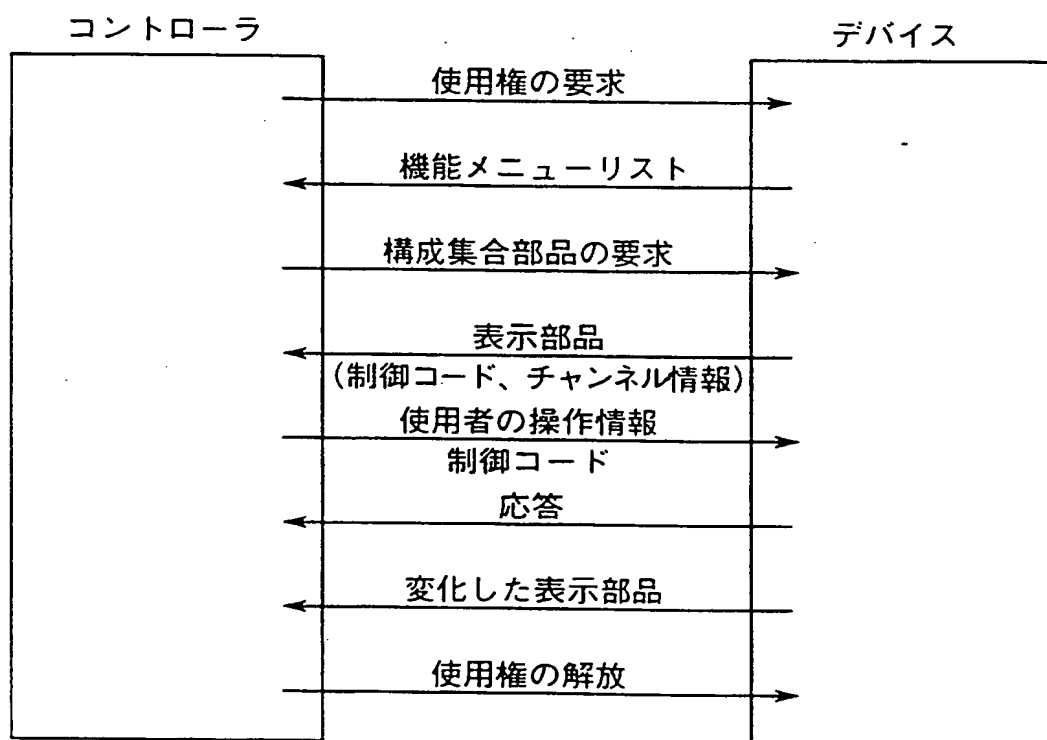 コントローラ
デバイス
使用権の要求
機能メニューリスト
構成集合部品の要求
表示部品
(制御コード、チャンネル情報)
使用者の操作情報
制御コード
応答
変化した表示部品
使用権の解放